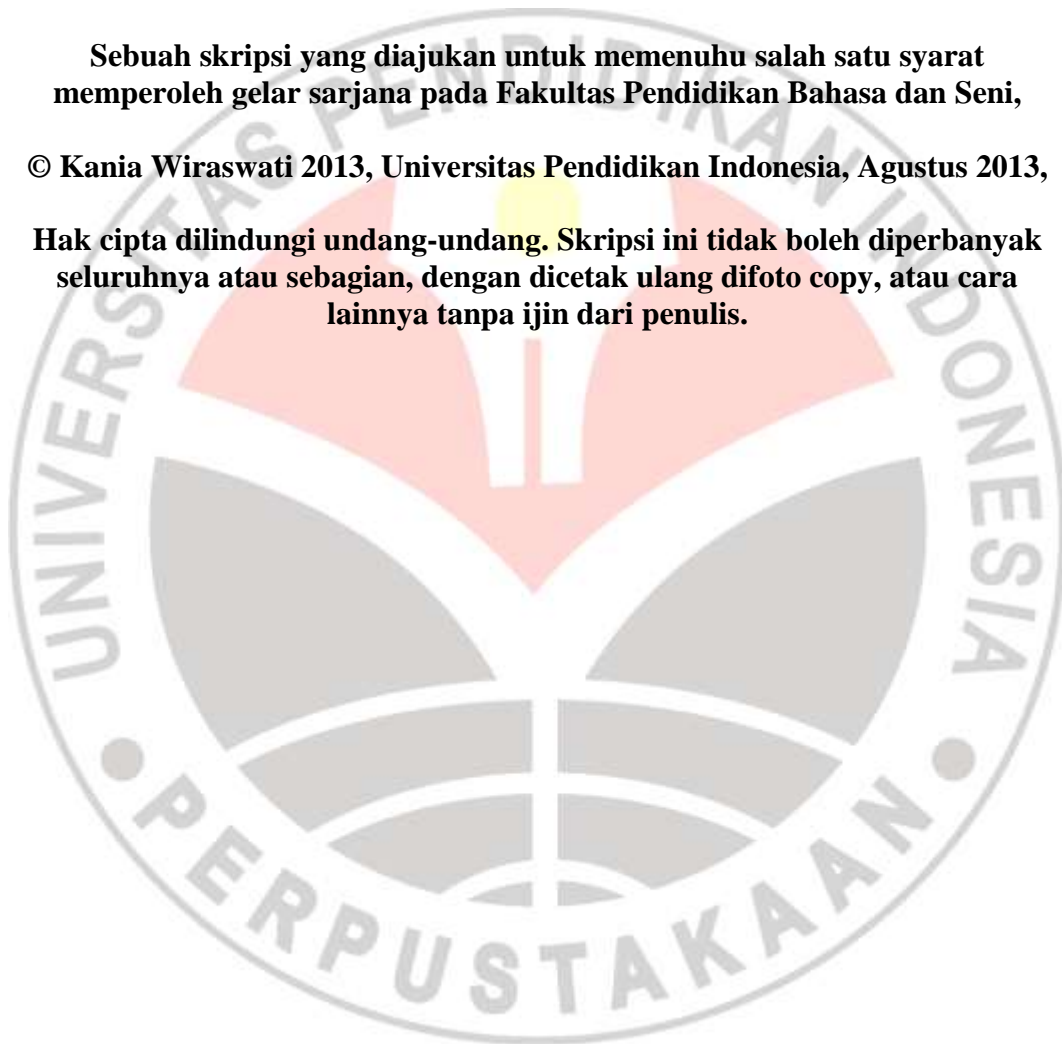 Sebuah skripsi yang diajukan untuk memenuhu salah satu syarat
memperoleh gelar sarjana pada Fakultas Pendidikan Bahasa dan Seni,
© Kania Wiraswati 2013, Universitas Pendidikan Indonesia, Agustus 2013,
Hak cipta dilindungi undang-undang. Skripsi ini tidak boleh diperbanyak
seluruhnya atau sebagian, dengan dicetak ulang difoto copy, atau cara
lainnya tanpa ijin dari penulis.
UNIVERSITAS PENDIDIKAN INDONESIA
PERPUSTAKAAN